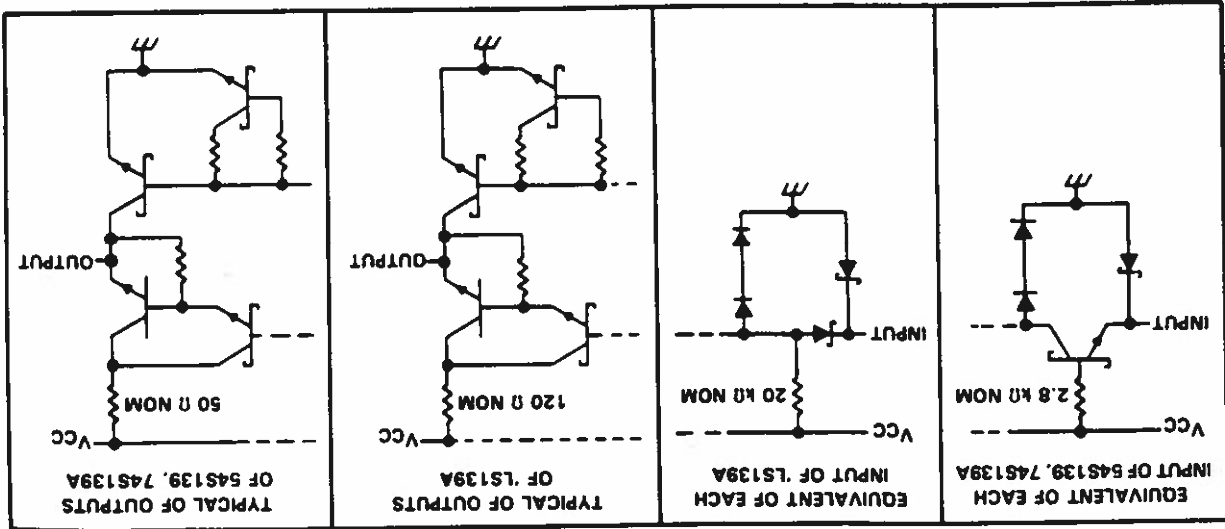 EQUIVALENT OF EACH
INPUT OF 54S139, 74S139A
VCC
2.8 kΩ NOM
INPUT
EQUIVALENT OF EACH
INPUT OF 'LS139A
VCC
20 kΩ NOM
INPUT
TYPICAL OF OUTPUTS
OF 'LS139A
VCC
120 Ω NOM
OUTPUT
TYPICAL OF OUTPUTS
OF 54S139, 74S139A
VCC
50 Ω NOM
OUTPUT